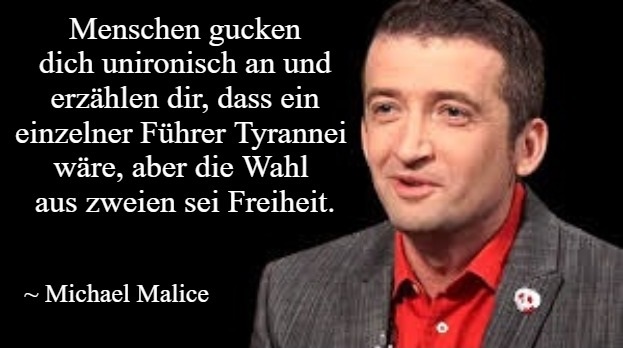 Menschen gucken
dich unironisch an und
erzählen dir, dass ein
einzelner Führer Tyrannei
wäre, aber die Wahl
aus zweien sei Freiheit.
~ Michael Malice